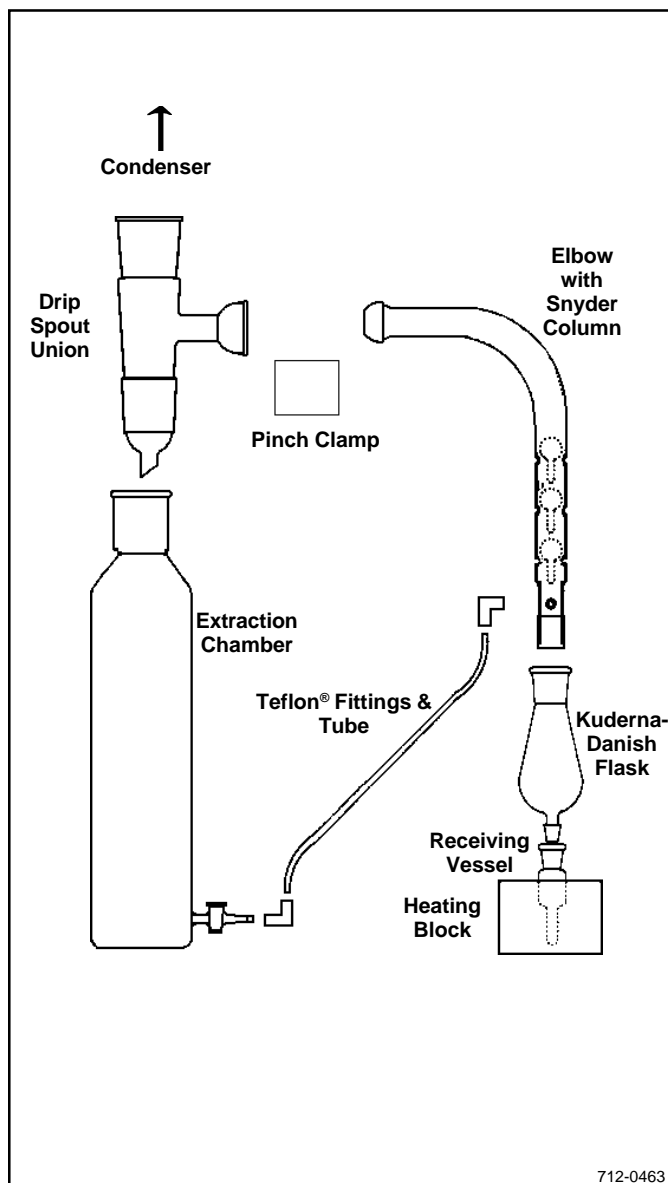 Condenser
Drip
Spout
Union
Elbow
with
Snyder
Column
Pinch Clamp
Extraction
Chamber
Teflon® Fittings &
Tube
Kuderna-
Danish
Flask
Receiving
Vessel
Heating
Block
712-0463